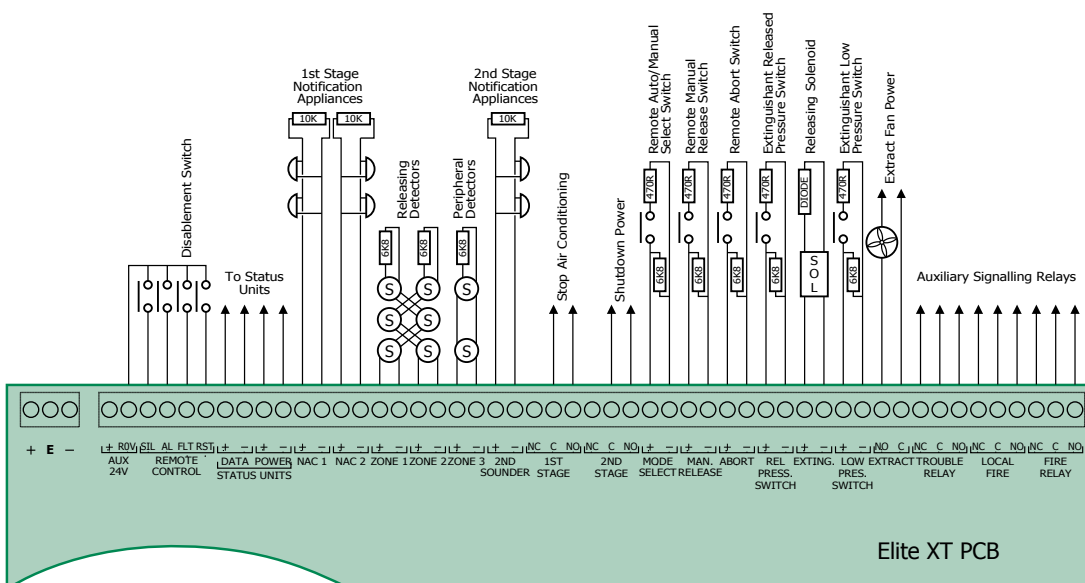 1st Stage
Notification
Appliances
2nd Stage
Notification
Appliances
10K
10K
10K
Disablement Switch
To Status
Units
Releasing
Detectors
Peripheral
Detectors
6K8
6K8
6K8
S
S
S
S
S
S
S
S
Stop Air Conditioning
Shutdown Power
Remote Auto/Manual
Select Switch
Remote Manual
Release Switch
Remote Abort Switch
Extinguishant Released
Pressure Switch
Releasing Solenoid
Extinguishant Low
Pressure Switch
Extract Fan Power
470R
470R
470R
470R
DIODE
470R
6K8
6K8
6K8
6K8
S
O
L
6K8
Auxiliary Signalling Relays
+ E −
+ R0V SIL AL FLT RST + − + − + − + − + − + − + − + − NC C NO NC C NO + − + − + − + − + − + − NO C NC C NO NC C NO NC C NO
AUX
24V
REMOTE
CONTROL
DATA POWER
STATUS UNITS
NAC 1
NAC 2
ZONE 1
ZONE 2
ZONE 3
2ND
SOUNDER
1ST
STAGE
2ND
STAGE
MODE
SELECT
MAN.
RELEASE
ABORT
REL
PRESS.
SWITCH
EXTING.
LOW
PRES.
SWITCH
EXTRACT
TROUBLE
RELAY
LOCAL
FIRE
FIRE
RELAY
Elite XT PCB